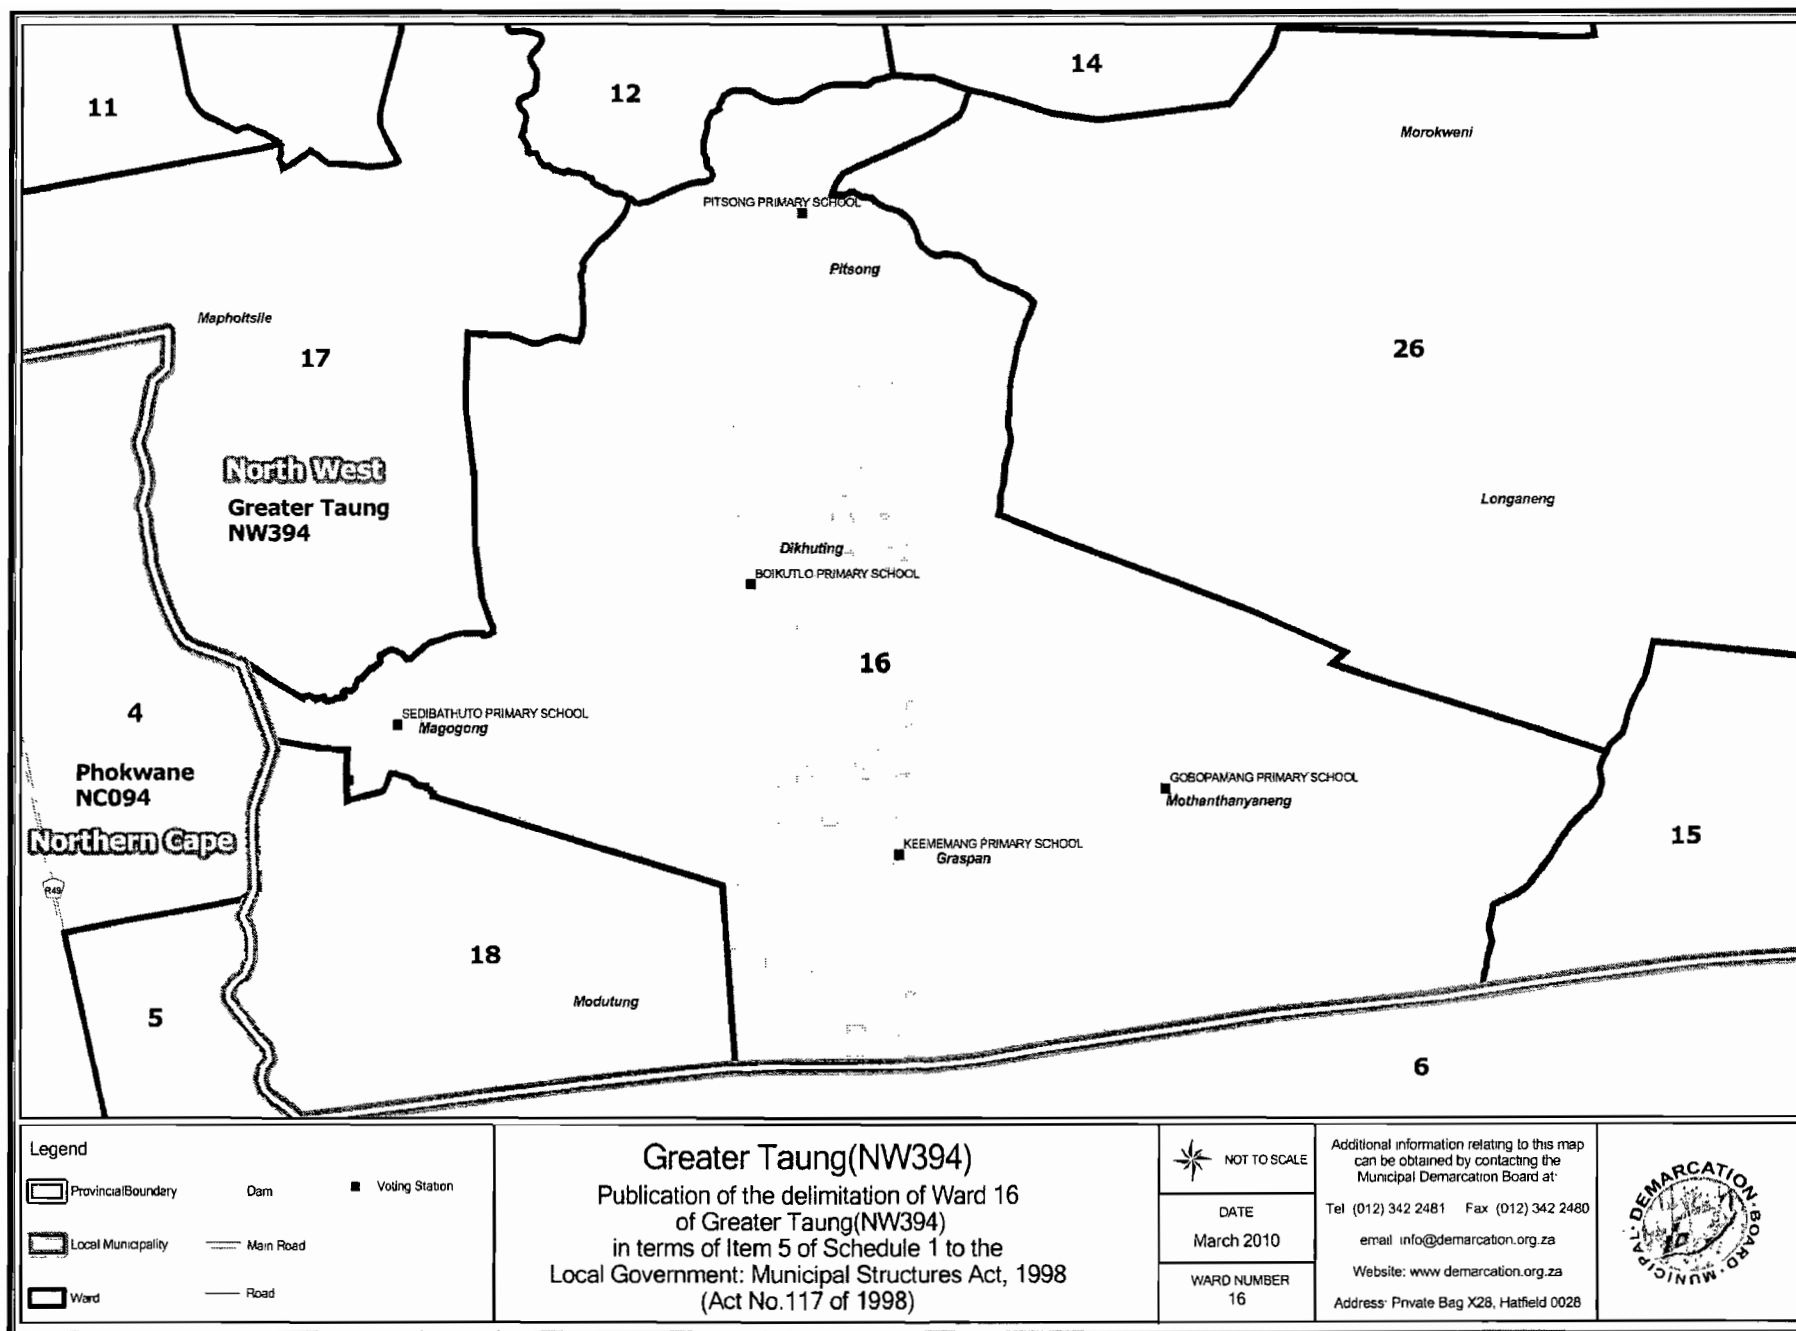 11
12
14
Morokweni
PITSONG PRIMARY SCHOOL
Pitsong
Maphoitsile
17
26
North West
Greater Taung
NW394
Longaneng
Dikhuting
BOIKUTLO PRIMARY SCHOOL
16
4
SEDIBATHUTO PRIMARY SCHOOL
Magogong
Phokwane
NC094
GOBOPAMANG PRIMARY SCHOOL
Mothanthanyaneng
Northern Cape
KEEMEMANG PRIMARY SCHOOL
Graspan
15
R49
18
Modutung
5
6
Legend
Provincial Boundary
Dam
Voting Station
Local Municipality
Main Road
Ward
Road
Greater Taung(NW394)
Publication of the delimitation of Ward 16
of Greater Taung(NW394)
in terms of Item 5 of Schedule 1 to the
Local Government: Municipal Structures Act, 1998
(Act No.117 of 1998)
NOT TO SCALE
DATE
March 2010
WARD NUMBER
16
Additional information relating to this map
can be obtained by contacting the
Municipal Demarcation Board at:
Tel (012) 342 2481 Fax (012) 342 2480
email info@demarcation.org.za
Website: www demarcation.org.za
Address: Private Bag X28, Hatfield 0028
MUNICIPAL · DEMARCATION · BOARD